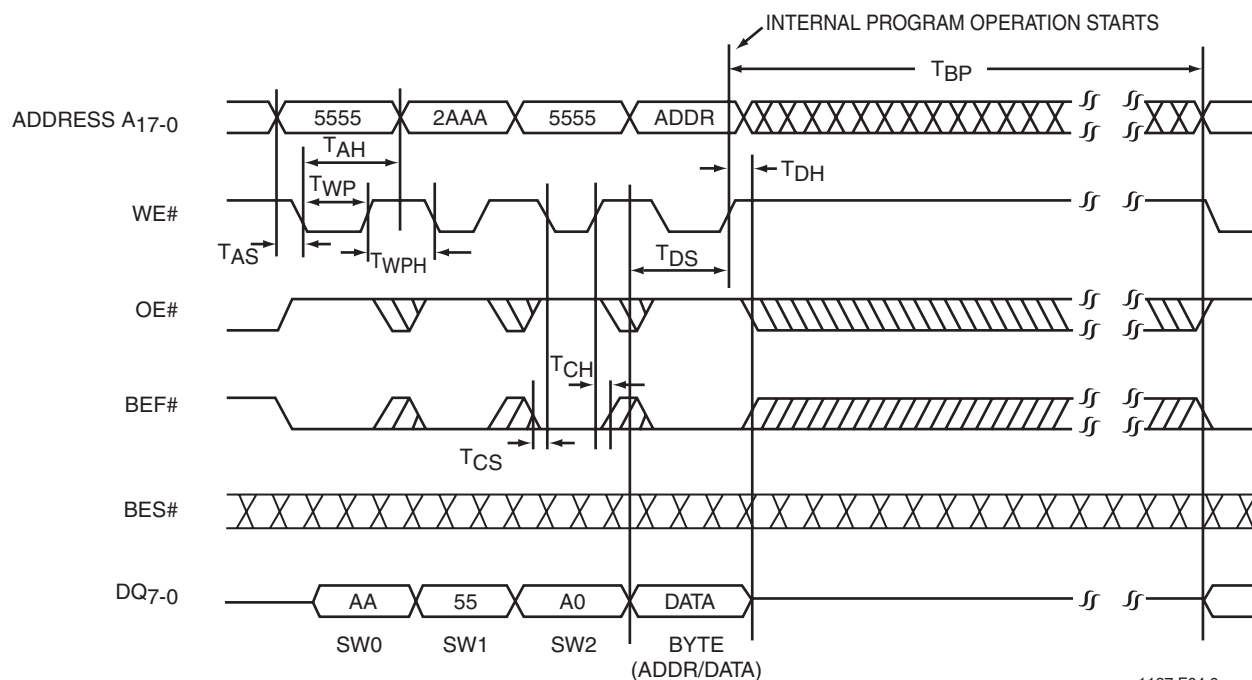 INTERNAL PROGRAM OPERATION STARTS
TBP
ADDRESS A17-0
5555
2AAA
5555
ADDR
TAH
TDH
TWP
WE#
TAS
TWPH
TDS
OE#
TCH
BEF#
TCS
BES#
DQ7-0
AA
55
A0
DATA
SW0
SW1
SW2
BYTE
(ADDR/DATA)